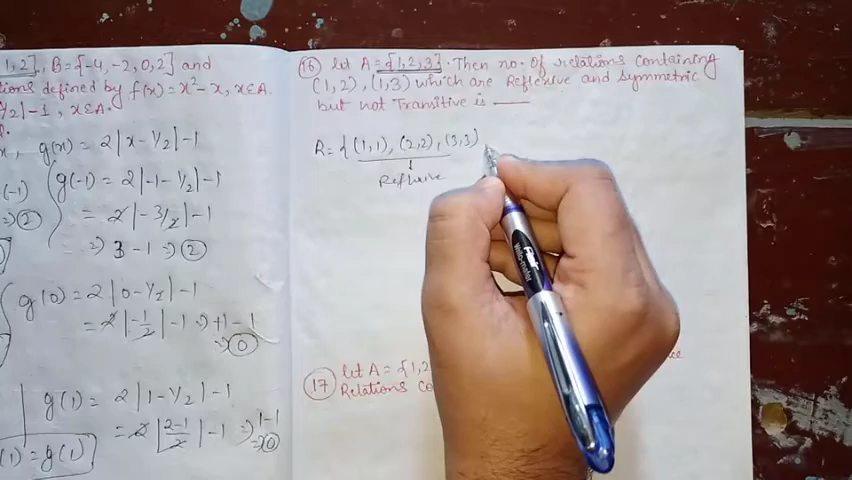 1,2], B={-4,-2,0,2} and
tions defined by f(x)=x²-x, x∈A.
½|-1, x∈A.
x, g(x) = 2|x-½|-1
(-1)
g(-1) = 2|-1-½|-1
⇒②
= 2|-3/2|-1
⇒ 3-1 ⇒②
g(0) = 2|0-½|-1
= 2|-1/2|-1 ⇒ +1-1
⇒⓪
g(1) = 2|1-½|-1
= 2|2-1/2|-1 ⇒ 1-1
⇒⓪
(1)=g(1)
⑯ let A = {1,2,3}. Then no. Of relations containing
(1,2), (1,3) which are Reflexive and Symmetric
but not Transitive is ___
R={(1,1), (2,2), (3,3)
↓
Reflexive
⑰ let A = {1,2
Relations co